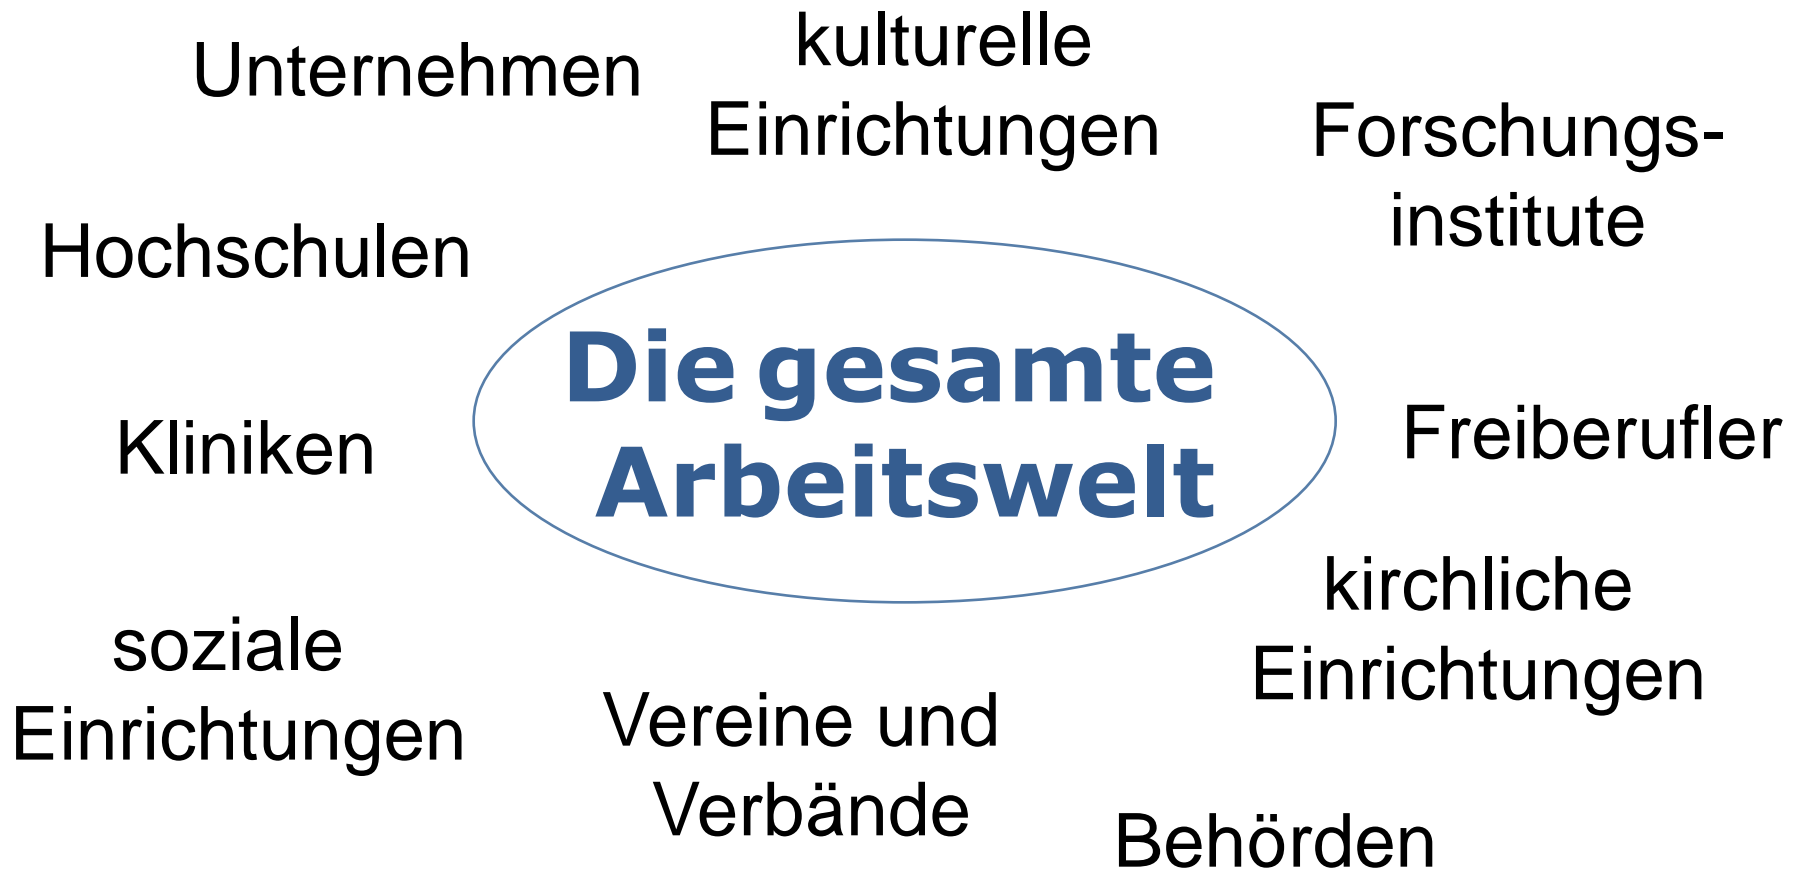 Unternehmen
kulturelle
Einrichtungen
Forschungs-
institute
Hochschulen
Die gesamte
Arbeitswelt
Kliniken
Freiberufler
kirchliche
Einrichtungen
soziale
Einrichtungen
Vereine und
Verbände
Behörden